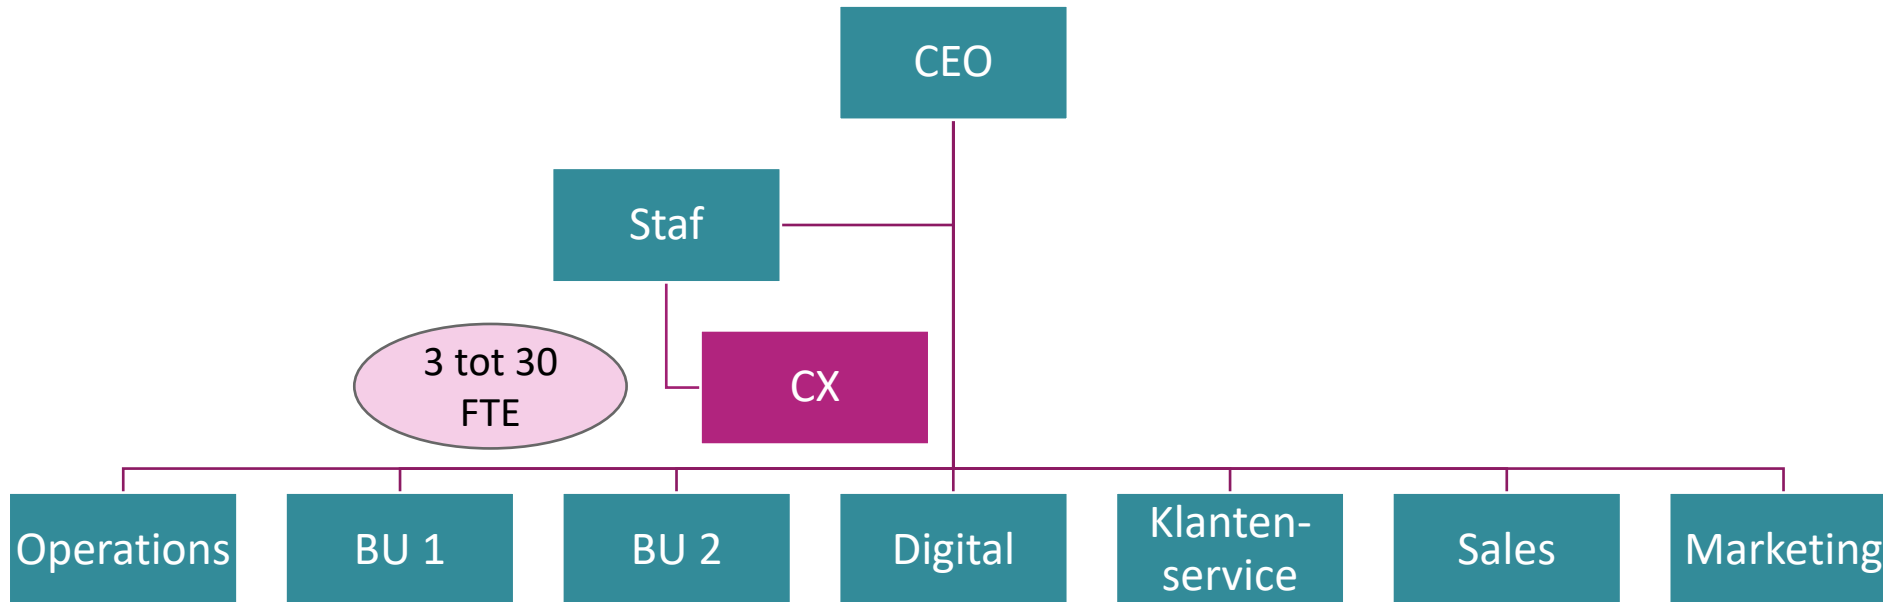 CEO
Staf
3 tot 30
FTE
CX
Operations
BU 1
BU 2
Digital
Klanten-
service
Sales
Marketing